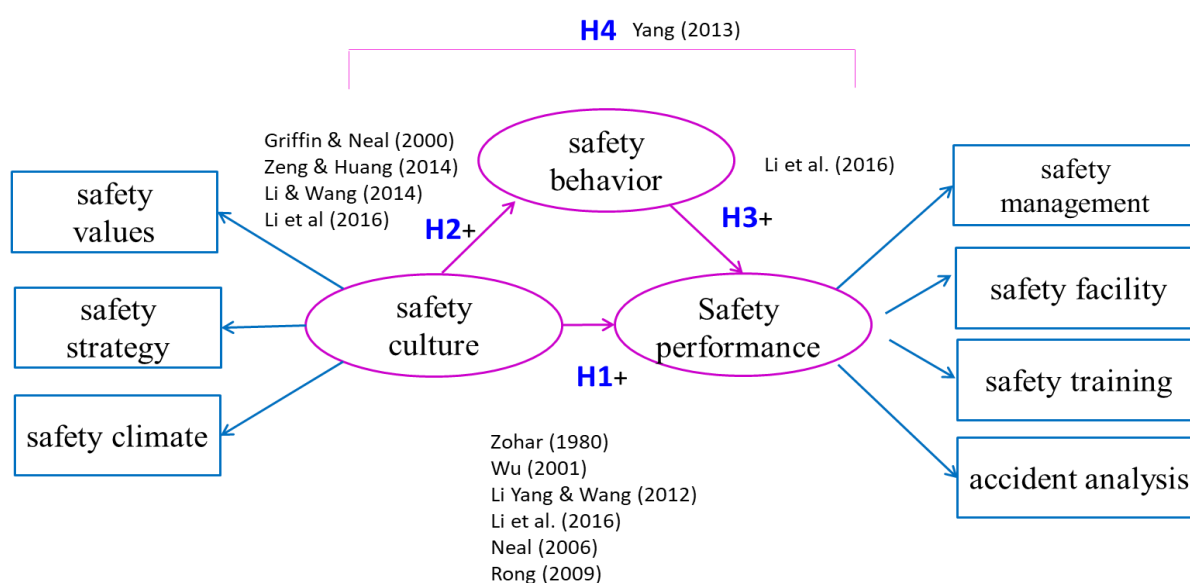 H4 Yang (2013)
Griffin & Neal (2000)
Zeng & Huang (2014)
Li & Wang (2014)
Li et al (2016)
H2+
safety
behavior
Li et al. (2016)
H3+
safety
values
safety
strategy
safety climate
safety
culture
H1+
Safety
performance
safety
management
safety facility
safety training
accident analysis
Zohar (1980)
Wu (2001)
Li Yang & Wang (2012)
Li et al. (2016)
Neal (2006)
Rong (2009)